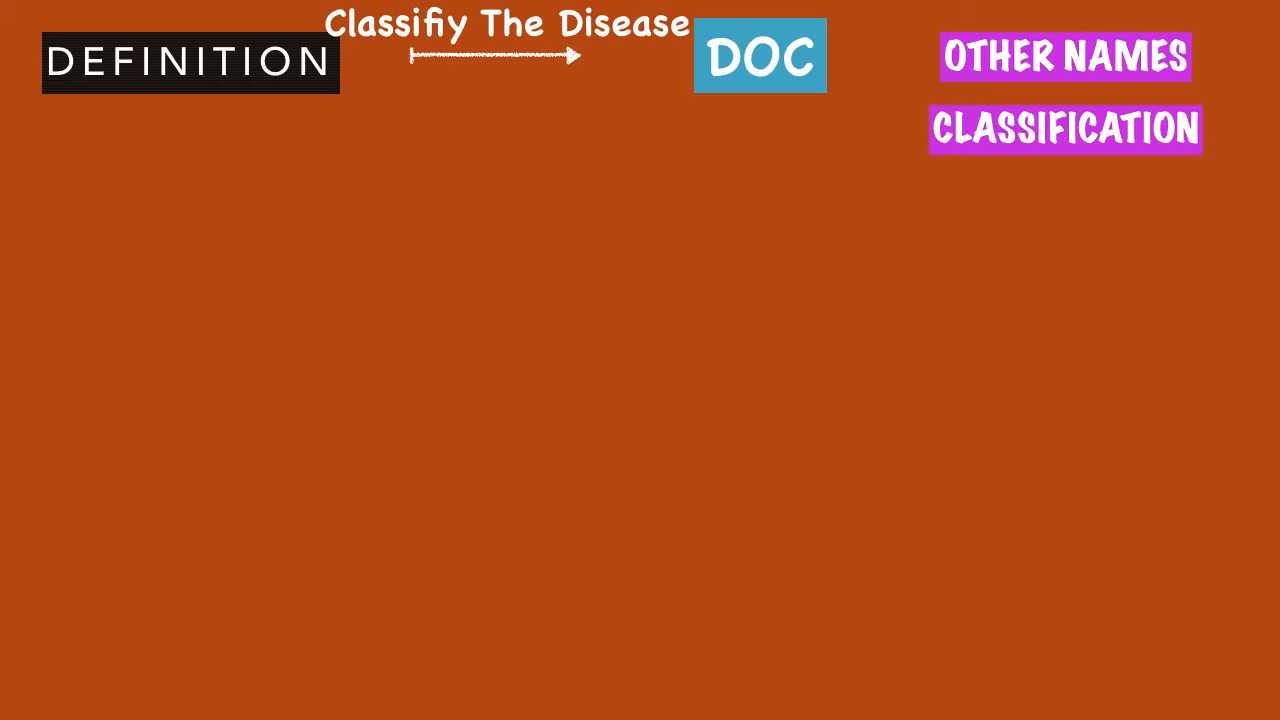 Classifiy The Disease
DEFINITION
DOC
OTHER NAMES
CLASSIFICATION